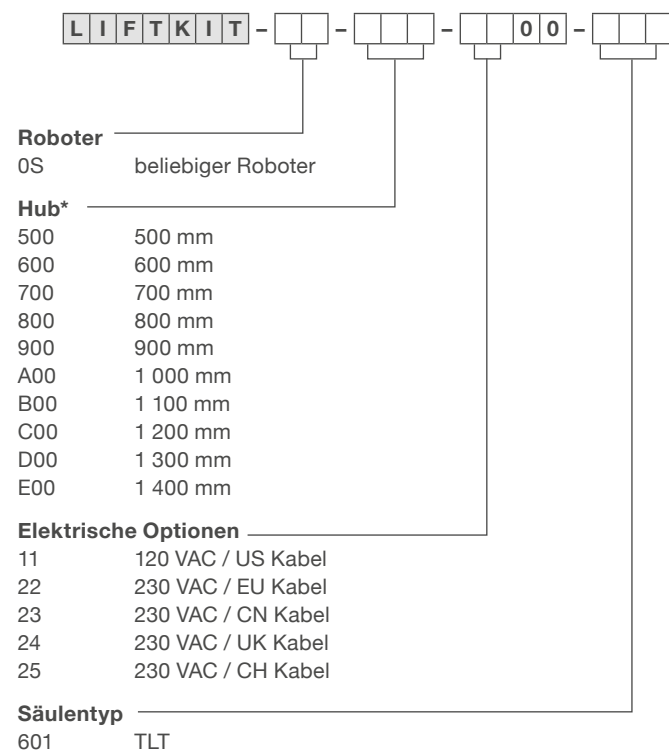 LIFTKIT- - - 00-
Roboter
0S beliebiger Roboter
Hub*
500 500 mm
600 600 mm
700 700 mm
800 800 mm
900 900 mm
A00 1 000 mm
B00 1 100 mm
C00 1 200 mm
D00 1 300 mm
E00 1 400 mm
Elektrische Optionen
11 120 VAC / US Kabel
22 230 VAC / EU Kabel
23 230 VAC / CN Kabel
24 230 VAC / UK Kabel
25 230 VAC / CH Kabel
Säulentyp
601 TLT